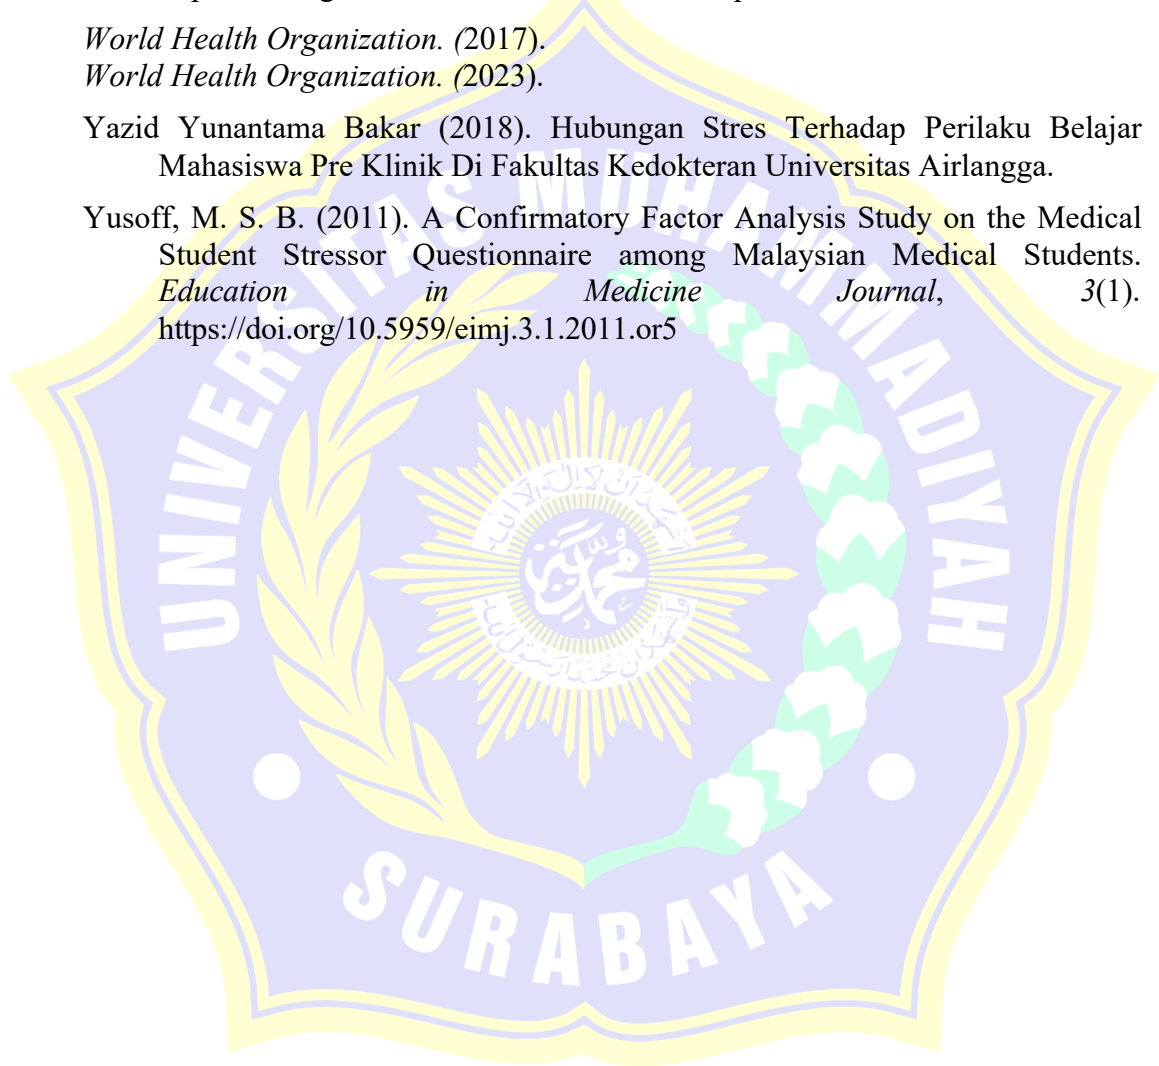 World Health Organization. (2017).
World Health Organization. (2023).
Yazid Yunantama Bakar (2018). Hubungan Stres Terhadap Perilaku Belajar
Mahasiswa Pre Klinik Di Fakultas Kedokteran Universitas Airlangga.
Yusoff, M. S. B. (2011). A Confirmatory Factor Analysis Study on the Medical
Student Stressor Questionnaire among Malaysian Medical Students.
Education in Medicine Journal, 3(1).
https://doi.org/10.5959/eimj.3.1.2011.or5
UNIVERSITAS MUHAMMADIYAH
محمدية
SURABAYA